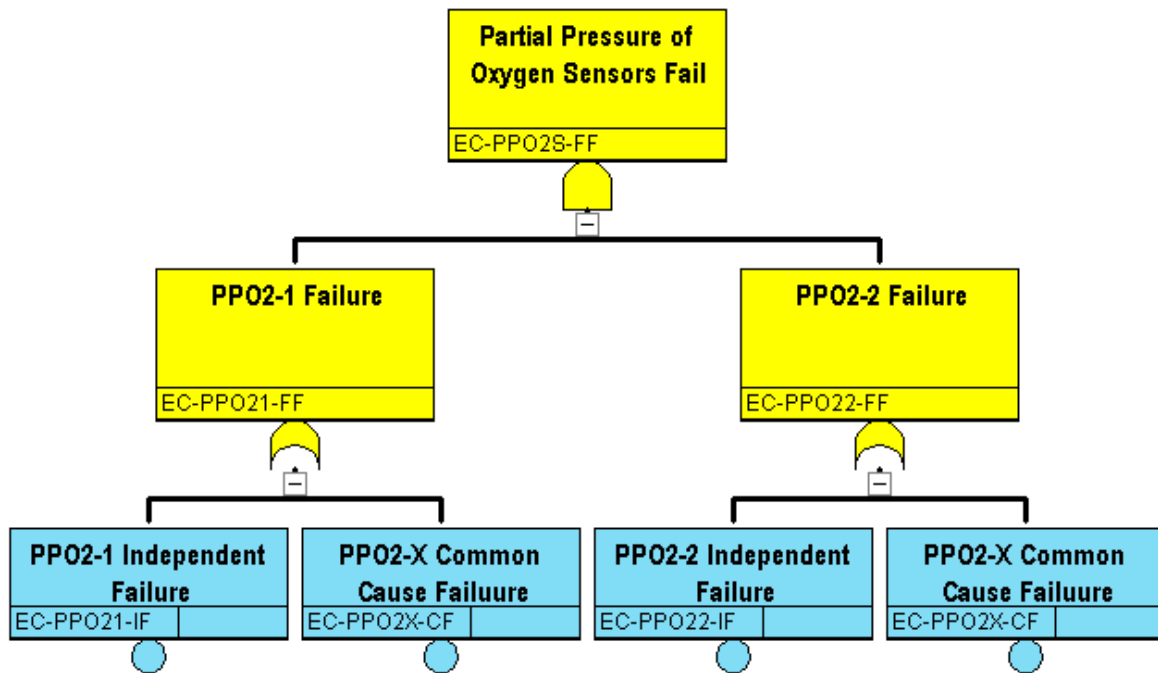 Partial Pressure of
Oxygen Sensors Fail
EC-PPO2S-FF
PPO2-1 Failure
EC-PPO21-FF
PPO2-2 Failure
EC-PPO22-FF
PPO2-1 Independent
Failure
EC-PPO21-IF
PPO2-X Common
Cause Failuure
EC-PPO2X-CF
PPO2-2 Independent
Failure
EC-PPO22-IF
PPO2-X Common
Cause Failuure
EC-PPO2X-CF